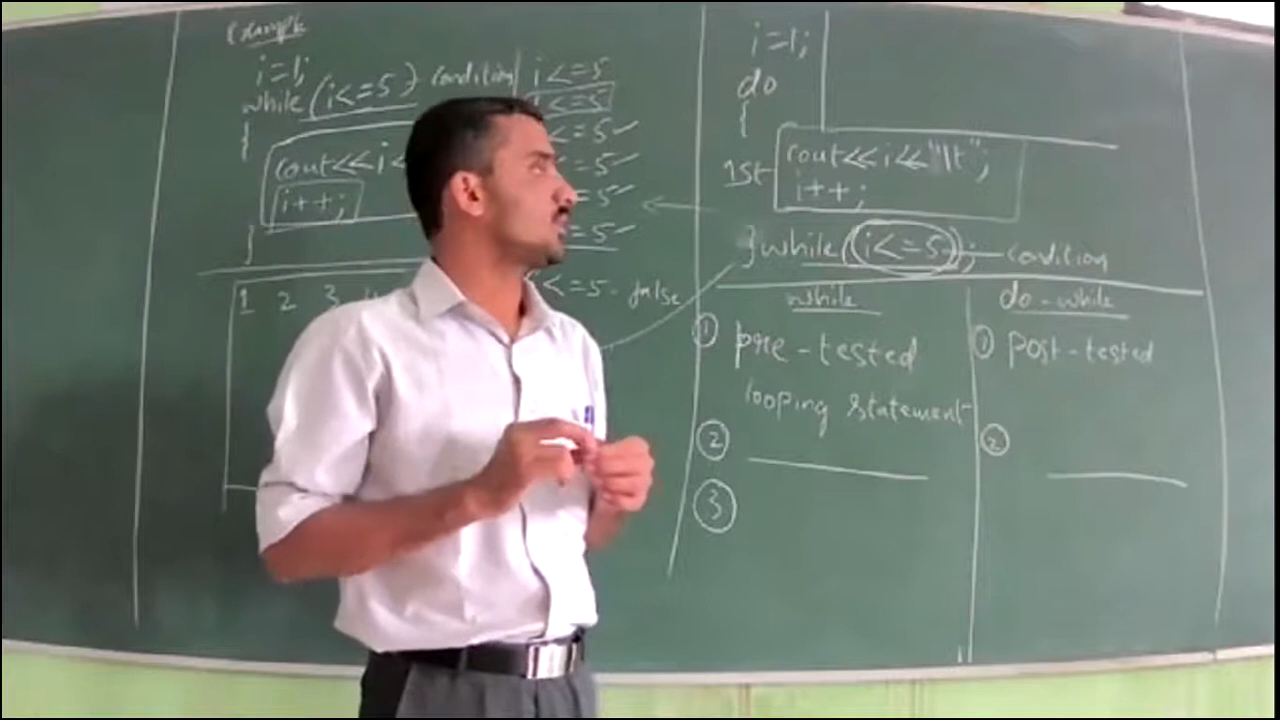 Example
i=1;
while (i<=5) condition
{
cout<<i<
i++;
}
i<=5
i<=5
<=5 ✓
<=5 ✓
=5 ✓
=5
<=5 - false
1 2 3
i=1;
do
{
1st cout<<i<<"\t";
i++;
}while (i<=5); condition
while
① pre-tested
looping statement
②
③
do-while
① post-tested
②